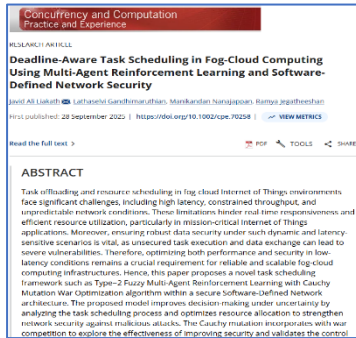 Concurrency and Computation
Practice and Experience
RESEARCH ARTICLE
Deadline-Aware Task Scheduling in Fog-Cloud Computing
Using Multi-Agent Reinforcement Learning and Software-
Defined Network Security
Javid Ali Liakath Lathaselvi Gandhimaruthian, Manikandan Nanajappan, Ramya Jegatheeshan
First published: 28 September 2025 | https://doi.org/10.1002/cpe.70258 | VIEW METRICS
Read the full text > PDF TOOLS SHARE
ABSTRACT
Task offloading and resource scheduling in fog cloud Internet of Things environments
face significant challenges, including high latency, constrained throughput, and
unpredictable network conditions. These limitations hinder real-time responsiveness and
efficient resource utilization, particularly in mission-critical Internet of Things
applications. Moreover, ensuring robust data security under such dynamic and latency-
sensitive scenarios is vital, as unsecured task execution and data exchange can lead to
severe vulnerabilities. Therefore, optimizing both performance and security in low-
latency conditions remains a crucial requirement for reliable and scalable fog-cloud
computing infrastructures. Hence, this paper proposes a novel task scheduling
framework such as Type-2 Fuzzy Multi-Agent Reinforcement Learning with Cauchy
Mutation War Optimization algorithm within a secure Software-Defined Network
architecture. The proposed model improves decision-making under uncertainty by
analyzing the task scheduling process and optimizes resource allocation to strengthen
network security against malicious attacks. The Cauchy mutation incorporates with war
competition to explore the effectiveness of improving security and validates the control